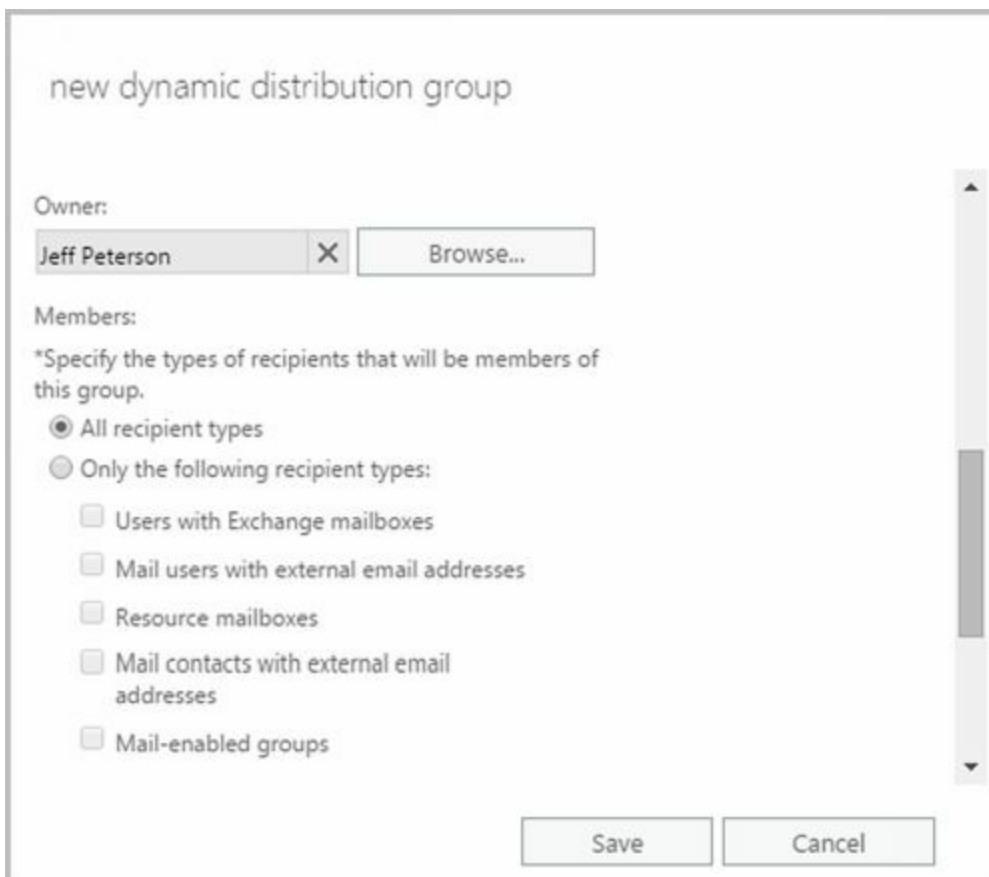 new dynamic distribution group
Owner:
Jeff Peterson
Browse...
Members:
*Specify the types of recipients that will be members of
this group.
All recipient types
Only the following recipient types:
Users with Exchange mailboxes
Mail users with external email addresses
Resource mailboxes
Mail contacts with external email
addresses
Mail-enabled groups
Save
Cancel